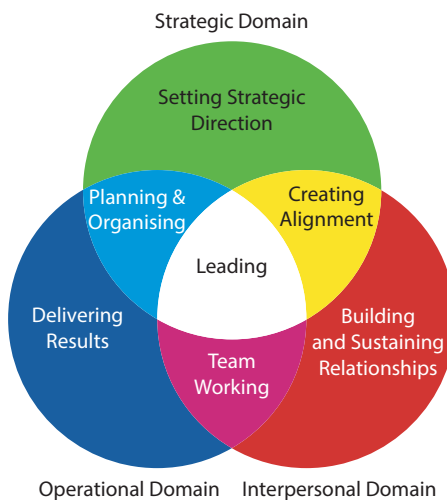 Strategic Domain
Setting Strategic
Direction
Planning &
Organising
Creating
Alignment
Leading
Delivering
Results
Building
and Sustaining
Relationships
Team
Working
Operational Domain
Interpersonal Domain